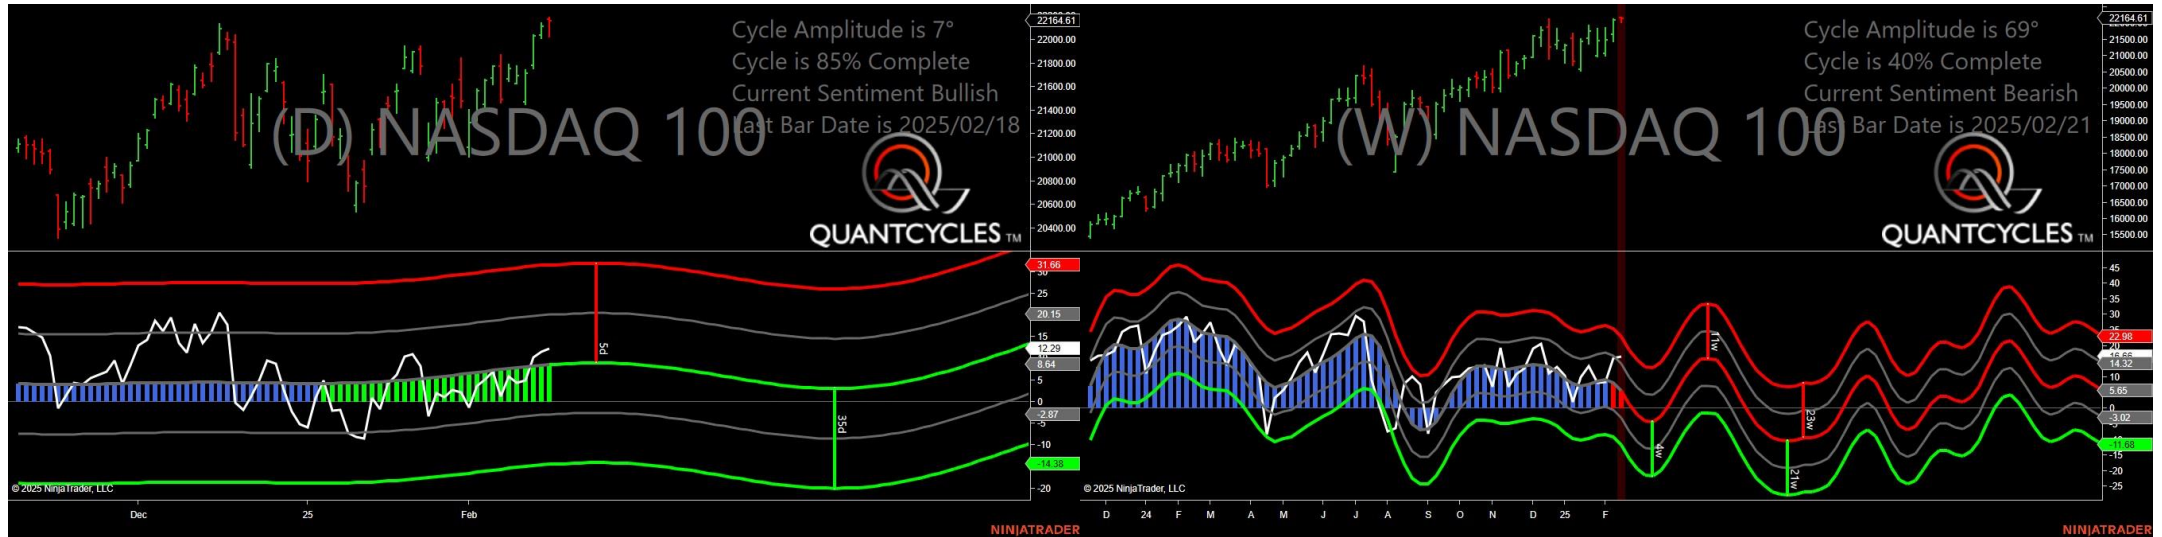 Cycle Amplitude is 7°
Cycle is 85% Complete
Current Sentiment Bullish
Last Bar Date is 2025/02/18
(D) NASDAQ 100
QUANTCYCLES TM
22164.61
22000.00
21800.00
21600.00
21400.00
21200.00
21000.00
20800.00
20600.00
20400.00
31.66
30
25
20.15
15
12.29
8.64
5
0
-2.87
-5
-10
-14.38
-20
5d
35d
© 2025 NinjaTrader, LLC
Dec 25 Feb
NINJATRADER
Cycle Amplitude is 69°
Cycle is 40% Complete
Current Sentiment Bearish
Last Bar Date is 2025/02/21
(W) NASDAQ 100
QUANTCYCLES TM
22164.61
21500.00
21000.00
20500.00
20000.00
19500.00
19000.00
18500.00
18000.00
17500.00
17000.00
16500.00
16000.00
15500.00
45
40
35
30
25
22.98
20
14.32
10
5.65
0
-3.02
-11.68
-15
-20
-25
4w
11w
21w
23w
© 2025 NinjaTrader, LLC
D 24 F M A M J J A S O N D 25 F
NINJATRADER